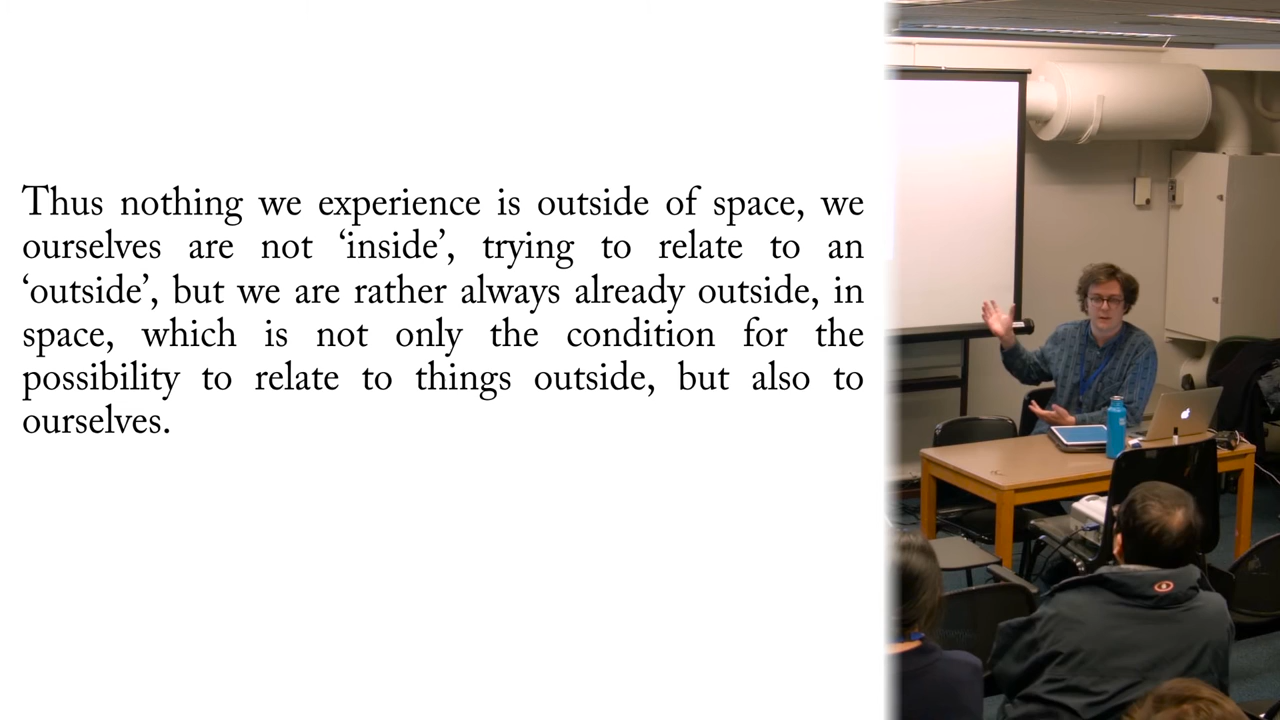 Thus nothing we experience is outside of space, we
ourselves are not ‘inside’, trying to relate to an
‘outside’, but we are rather always already outside, in
space, which is not only the condition for the
possibility to relate to things outside, but also to
ourselves.